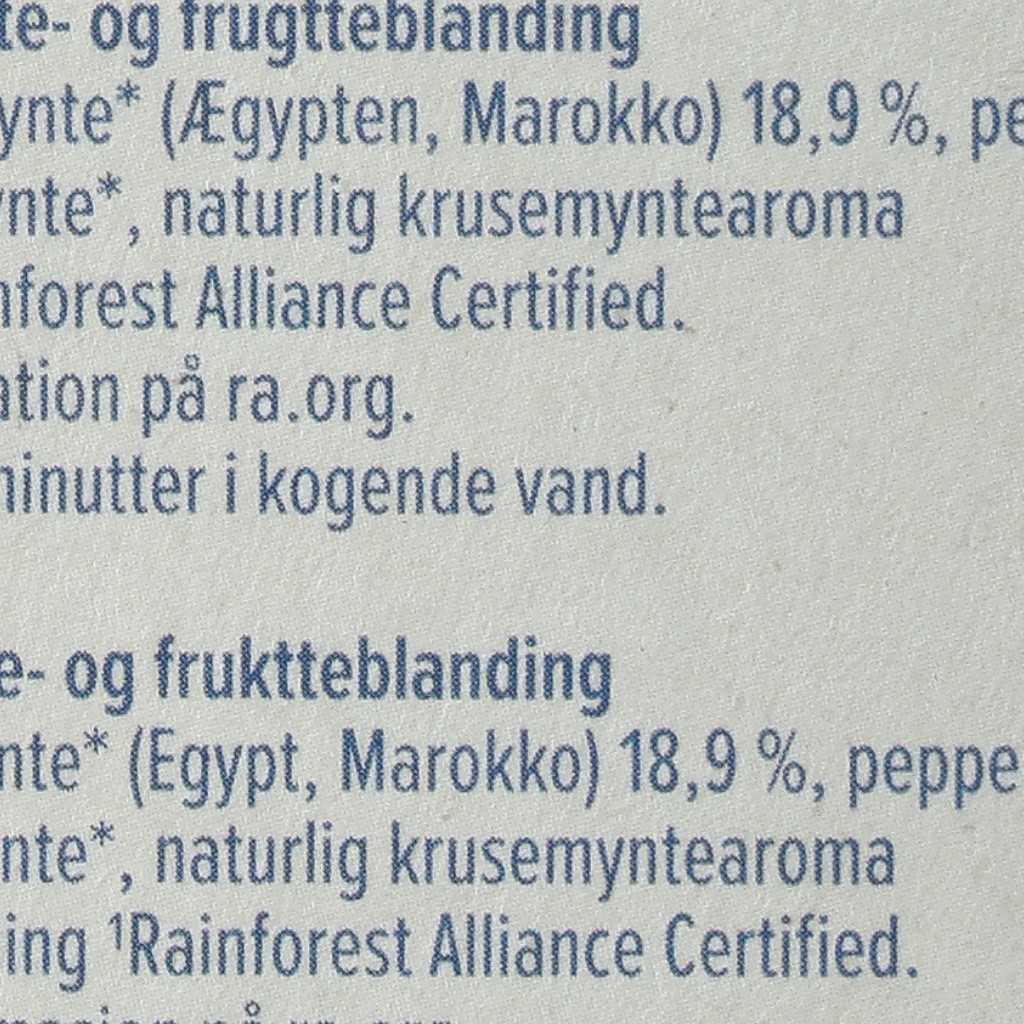 te- og frugtteblanding
ynte* (Ægypten, Marokko) 18,9 %, pe
ynte*, naturlig krusemyntearoma
nforest Alliance Certified.
ation på ra.org.
minutter i kogende vand.
e- og fruktteblanding
nte* (Egypt, Marokko) 18,9 %, peppe
nte*, naturlig krusemyntearoma
ing ¹Rainforest Alliance Certified.